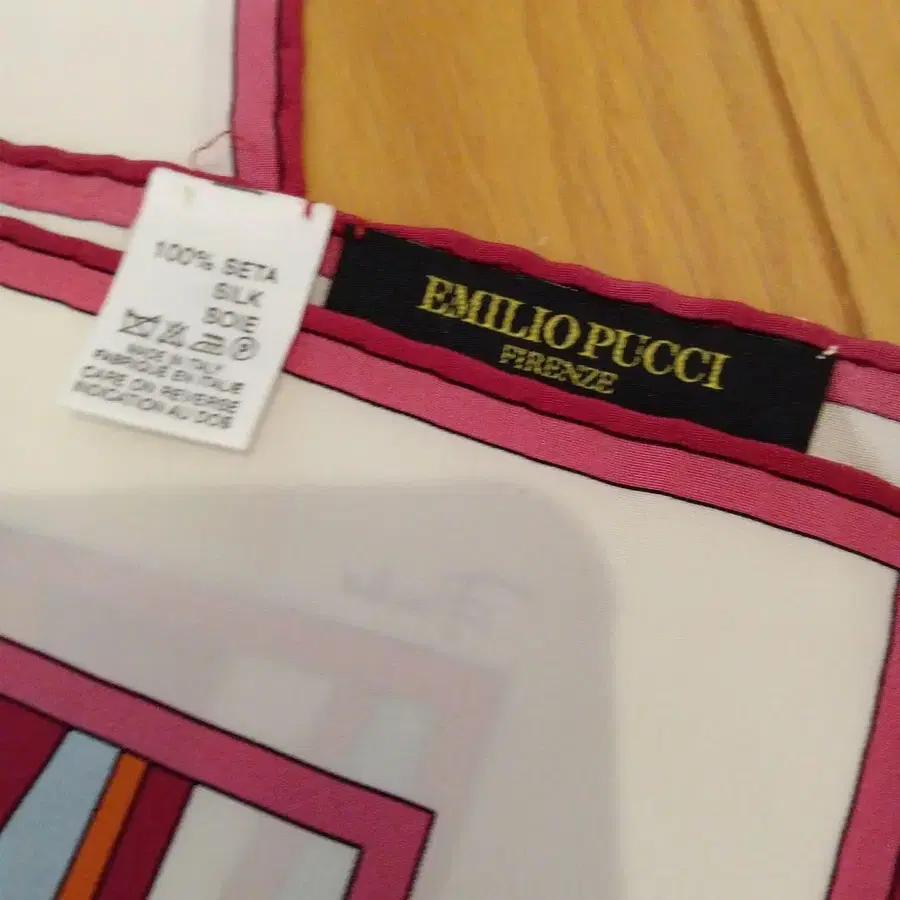 100% SETA
SILK
SOIE
MADE IN ITALY
FABRIQUE EN ITALIE
CARE ON REVERSE
INDICATION AU DOS
EMILIO PUCCI
FIRENZE